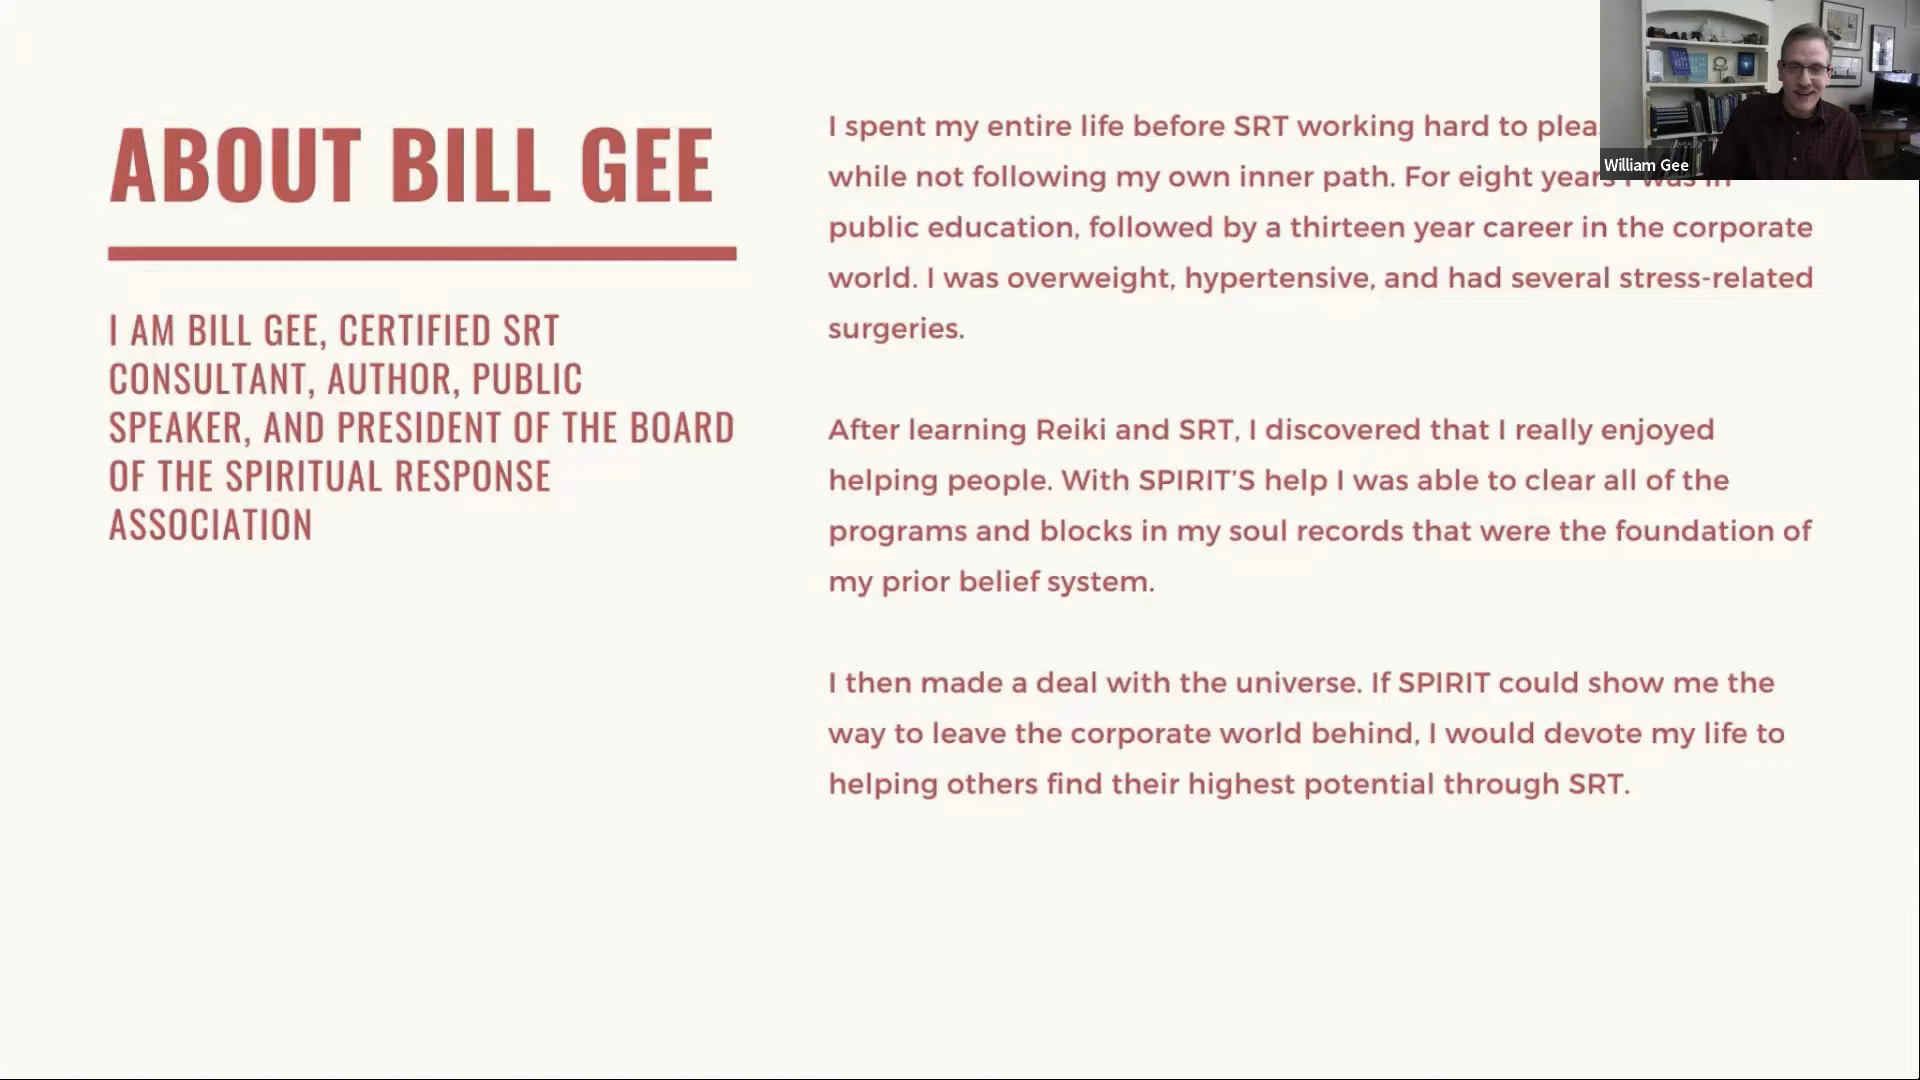 ABOUT BILL GEE
I AM BILL GEE, CERTIFIED SRT
CONSULTANT, AUTHOR, PUBLIC
SPEAKER, AND PRESIDENT OF THE BOARD
OF THE SPIRITUAL RESPONSE
ASSOCIATION
I spent my entire life before SRT working hard to
while not following my own inner path. For eight years I was in
public education, followed by a thirteen year career in the corporate
world. I was overweight, hypertensive, and had several stress-related
surgeries.
After learning Reiki and SRT, I discovered that I really enjoyed
helping people. With SPIRIT'S help I was able to clear all of the
programs and blocks in my soul records that were the foundation of
my prior belief system.
I then made a deal with the universe. If SPIRIT could show me the
way to leave the corporate world behind, I would devote my life to
helping others find their highest potential through SRT.
William Gee